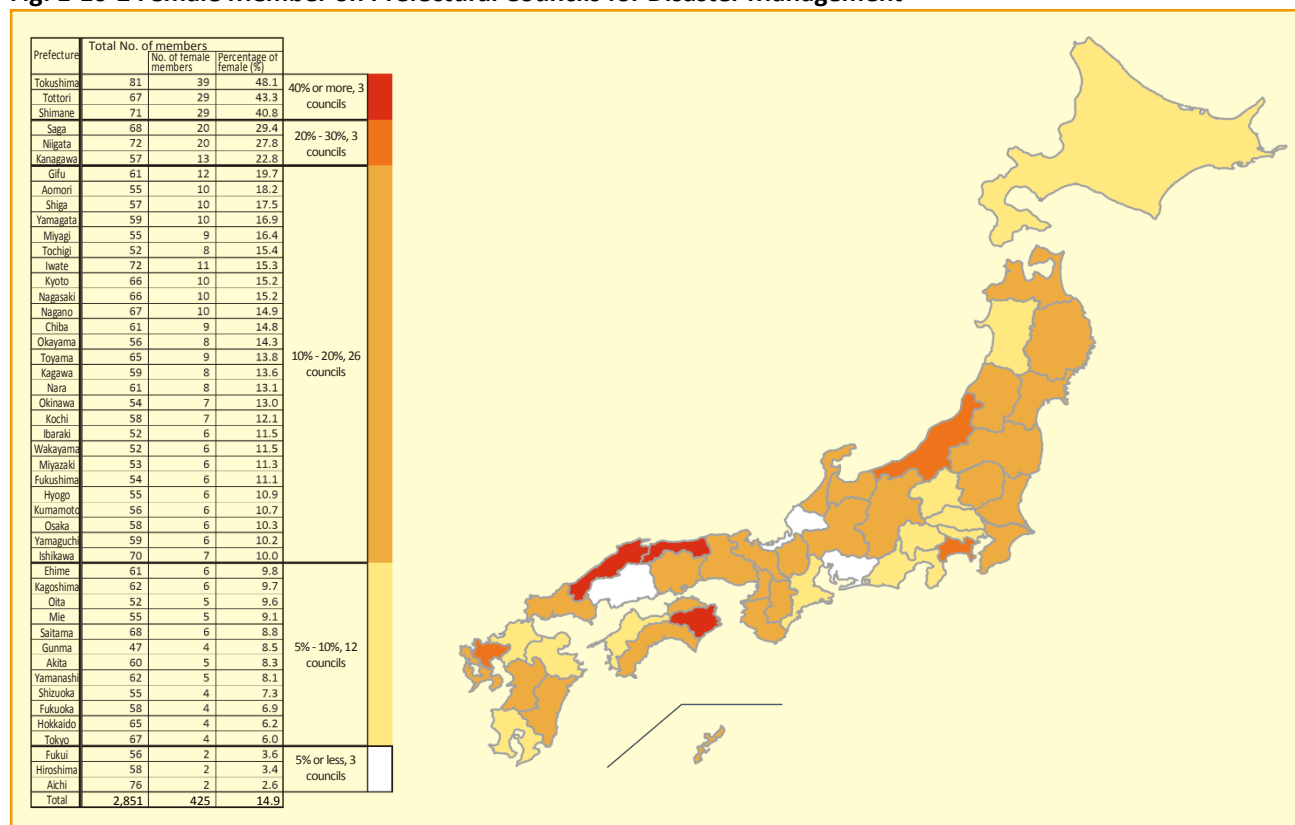 Fig. Female Member on Prefectural Councils for Disaster Management
Prefecture Total No. of members
No. of female members Percentage of female (%)
Tokushima 81 39 48.1
Tottori 67 29 43.3
Shimane 71 29 40.8
40% or more, 3
councils
Saga 68 20 29.4
Niigata 72 20 27.8
Kanagawa 57 13 22.8
20% - 30%, 3
councils
Gifu 61 12 19.7
Aomori 55 10 18.2
Shiga 57 10 17.5
Yamagata 59 10 16.9
Miyagi 55 9 16.4
Tochigi 52 8 15.4
Iwate 72 11 15.3
Kyoto 66 10 15.2
Nagasaki 66 10 15.2
Nagano 67 10 14.9
Chiba 61 9 14.8
Okayama 56 8 14.3
Toyama 65 9 13.8
Kagawa 59 8 13.6
Nara 61 8 13.1
Okinawa 54 7 13.0
Kochi 58 7 12.1
Ibaraki 52 6 11.5
Wakayama 52 6 11.5
Miyazaki 53 6 11.3
Fukushima 54 6 11.1
Hyogo 55 6 10.9
Kumamoto 56 6 10.7
Osaka 58 6 10.3
Yamaguchi 59 6 10.2
Ishikawa 70 7 10.0
10% - 20%, 26
councils
Ehime 61 6 9.8
Kagoshima 62 6 9.7
Oita 52 5 9.6
Mie 55 5 9.1
Saitama 68 6 8.8
Gunma 47 4 8.5
Akita 60 5 8.3
Yamanashi 62 5 8.1
Shizuoka 55 4 7.3
Fukuoka 58 4 6.9
Hokkaido 65 4 6.2
Tokyo 67 4 6.0
5% - 10%, 12
councils
Fukui 56 2 3.6
Hiroshima 58 2 3.4
Aichi 76 2 2.6
5% or less, 3
councils
Total 2,851 425 14.9